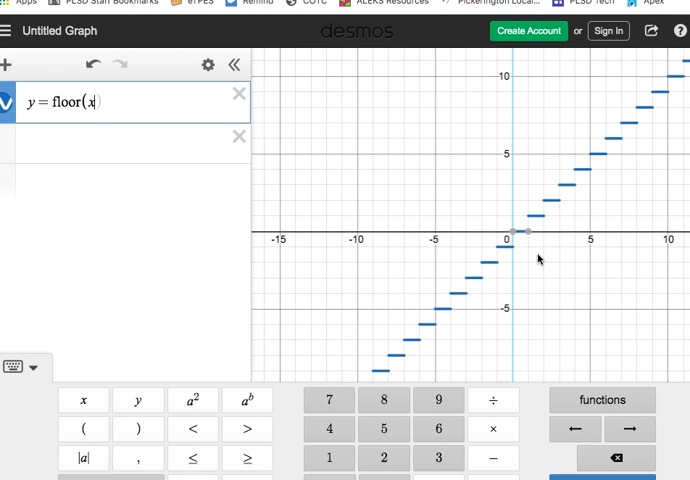 Apps PLSD Staff Bookmarks eTPES Remind COTC ALEKS Resources Pickerington Local... PLSD Tech Apex
Untitled Graph desmos Create Account or Sign In
y = floor(x)
10
5
-15 -10 -5 0 5 10
-5
x y a² aᵇ 7 8 9 ÷ functions
( ) < > 4 5 6 × ← →
|a| , ≤ ≥ 1 2 3 −